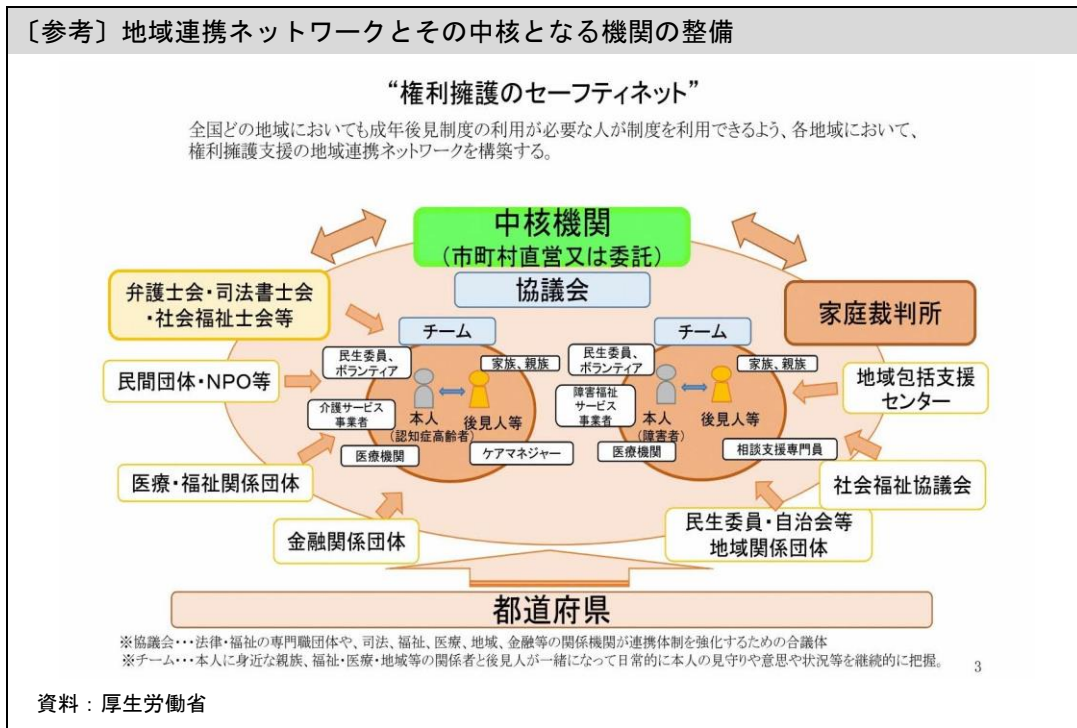 〔参考〕地域連携ネットワークとその中核となる機関の整備
“権利擁護のセーフティネット”
全国どの地域においても成年後見制度の利用が必要な人が制度を利用できるよう、各地域において、
権利擁護支援の地域連携ネットワークを構築する。
中核機関
（市町村直営又は委託）
協議会
弁護士会・司法書士会
・社会福祉士会等
家庭裁判所
チーム
民生委員、
ボランティア
家族、親族
介護サービス
事業者
本人
（認知症高齢者）
後見人等
医療機関
ケアマネジャー
チーム
民生委員、
ボランティア
家族、親族
障害福祉
サービス
事業者
本人
（障害者）
後見人等
医療機関
相談支援専門員
民間団体・NPO等
地域包括支援
センター
医療・福祉関係団体
社会福祉協議会
金融関係団体
民生委員・自治会等
地域関係団体
都道府県
※協議会・・・法律・福祉の専門職団体や、司法、福祉、医療、地域、金融等の関係機関が連携体制を強化するための合議体
※チーム・・・本人に身近な親族、福祉・医療・地域等の関係者と後見人が一緒になって日常的に本人の見守りや意思や状況等を継続的に把握。
3
資料：厚生労働省